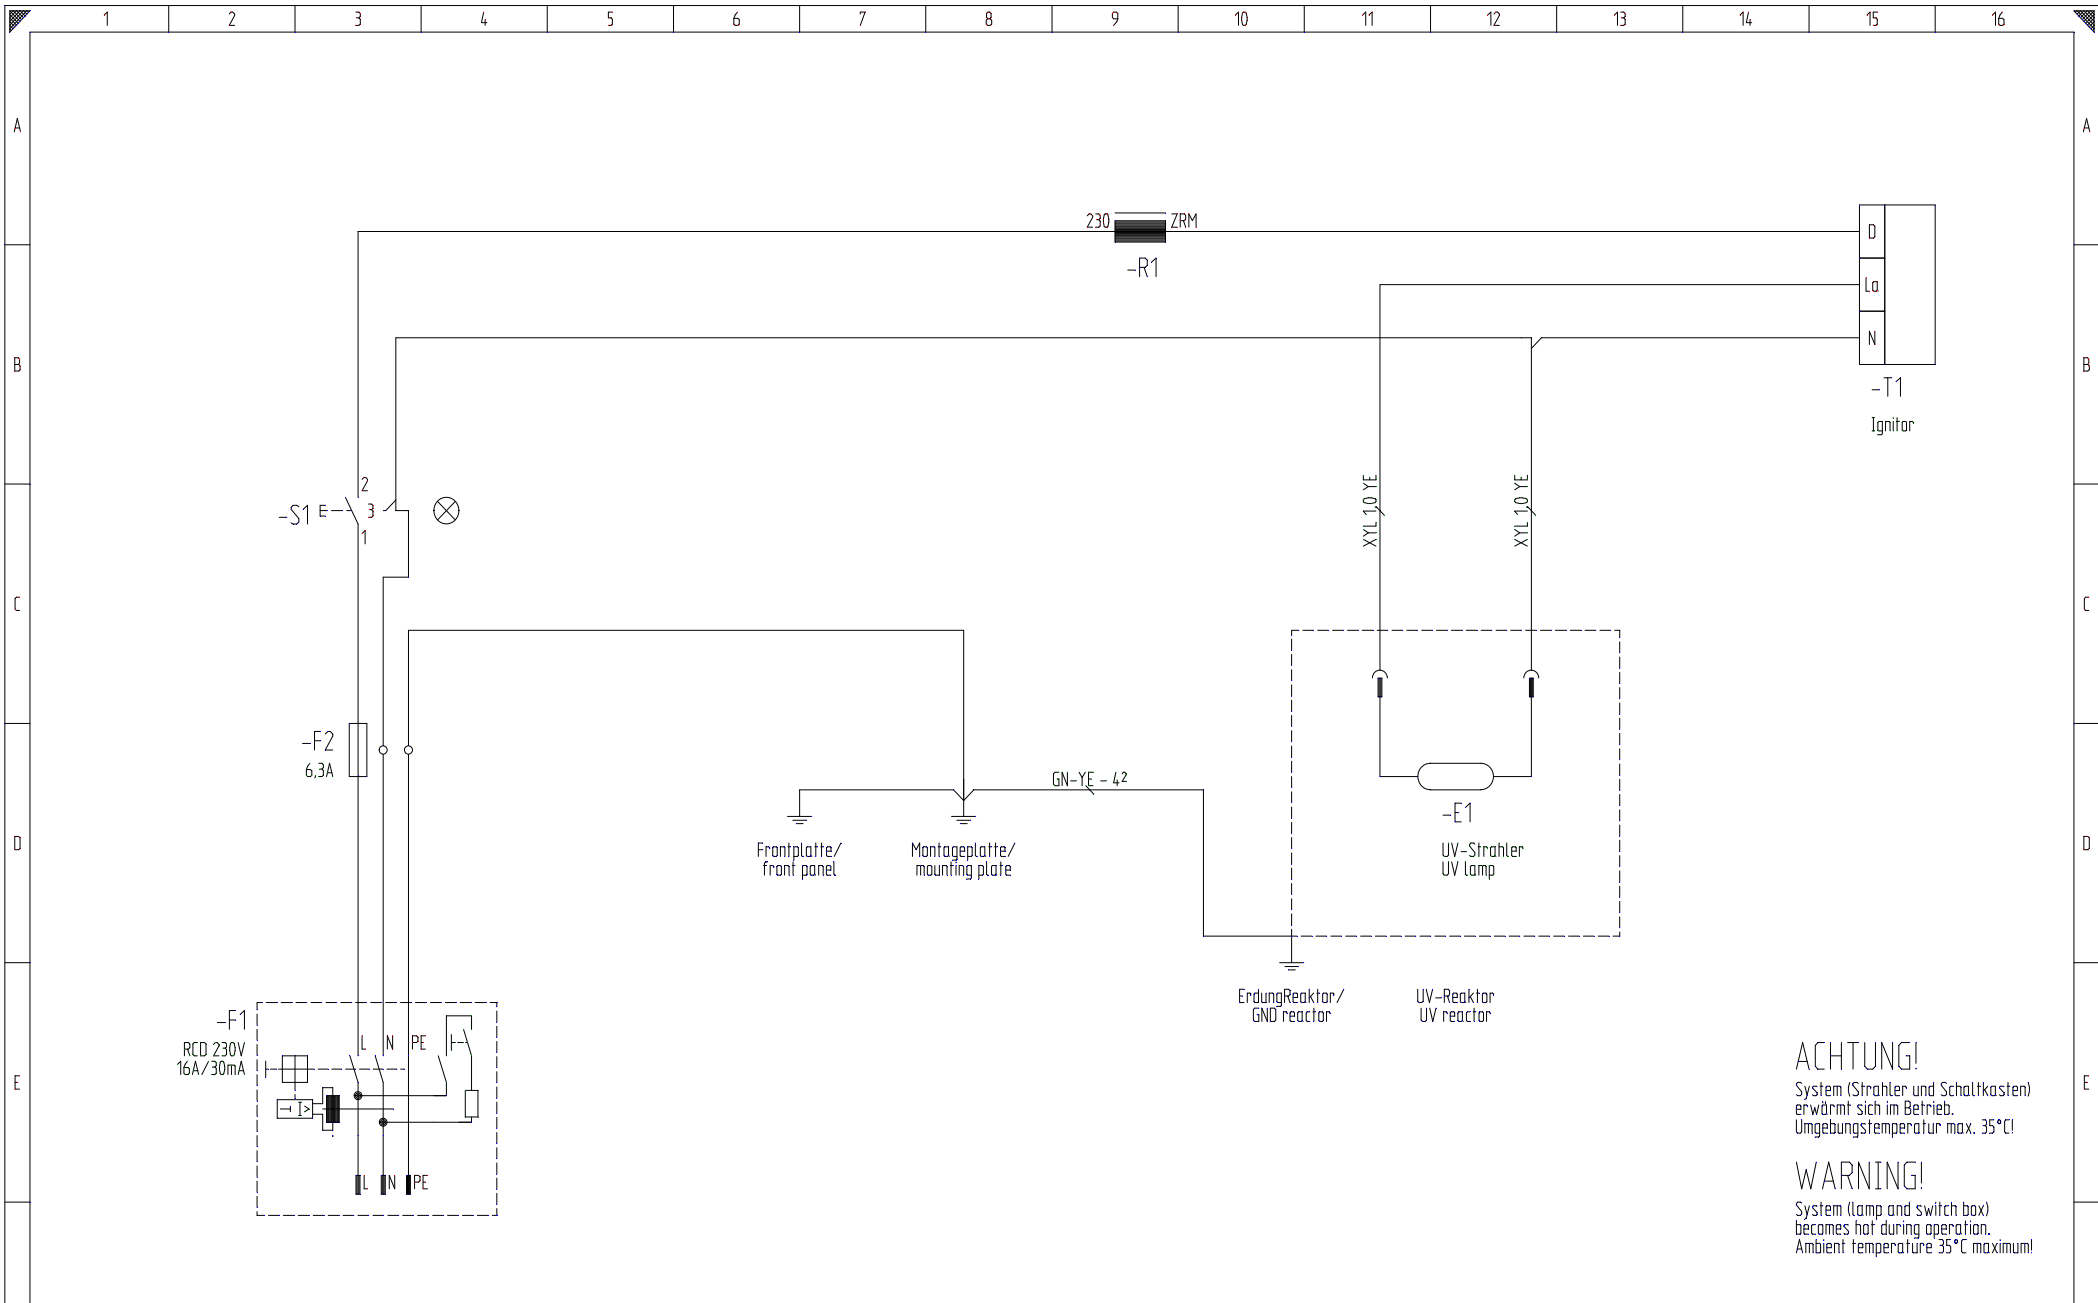 1 2 3 4 5 6 7 8 9 10 11 12 13 14 15 16
A A
230 ZRM
-R1
D
La
N
-T1
Ignitor
B B
2
-S1 E 3
1
XYL 1.0 YE XYL 1.0 YE
C C
-F2
6,3A
GN-YE - 4²
-E1
UV-Strahler
UV lamp
Frontplatte/
front panel
Montageplatte/
mounting plate
D D
ErdungReaktor/
GND reactor
UV-Reaktor
UV reactor
-F1
RCD 230V
16A/30mA
L N PE
I>
L N PE
E E
ACHTUNG!
System (Strahler und Schaltkasten)
erwärmt sich im Betrieb.
Umgebungstemperatur max. 35°C!
WARNING!
System (lamp and switch box)
becomes hot during operation.
Ambient temperature 35°C maximum!